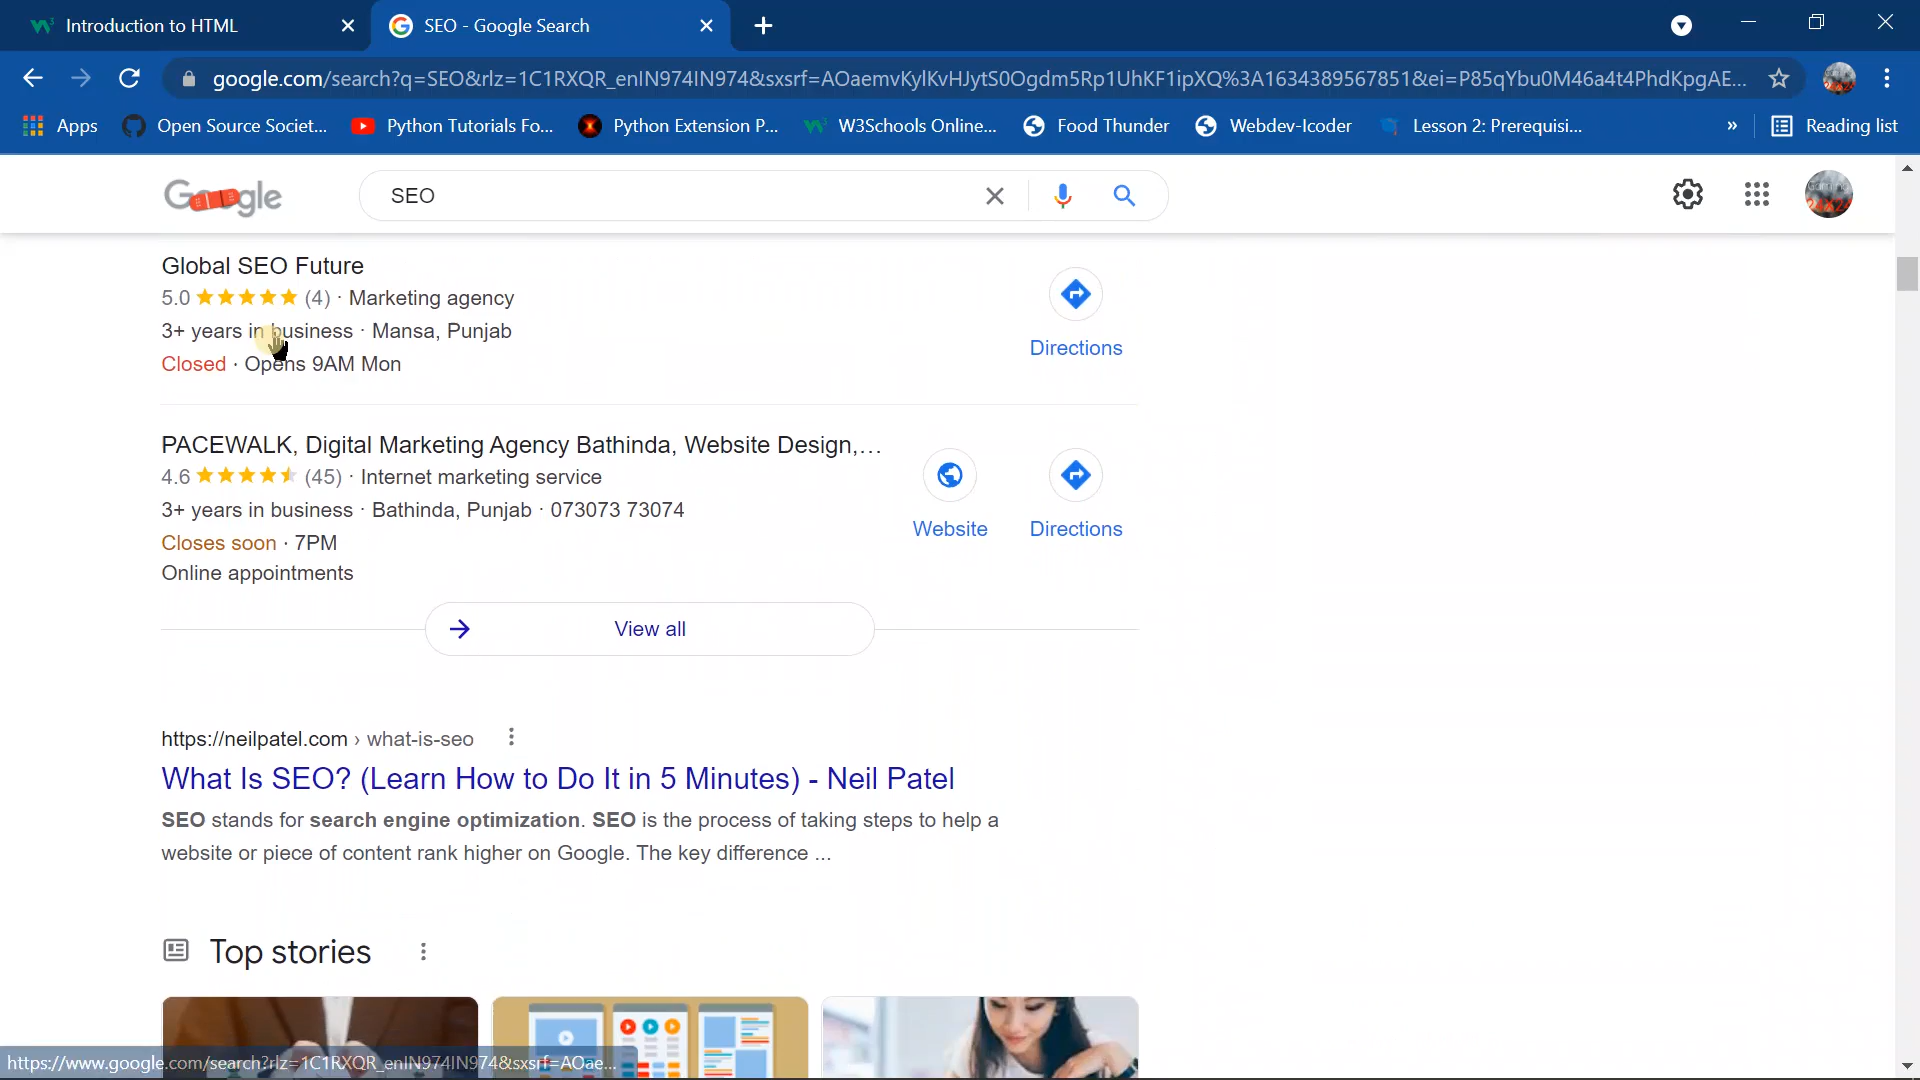 Introduction to HTML
SEO - Google Search
google.com/search?q=SEO&rlz=1C1RXQR_enIN974IN974&sxsrf=AOaemvKylKvHJytS0Ogdm5Rp1UhKF1ipXQ%3A1634389567851&ei=P85qYbu0M46a4t4PhdKpgAE...
Apps
Open Source Societ...
Python Tutorials Fo...
Python Extension P...
W3Schools Online...
Food Thunder
Webdev-Icoder
Lesson 2: Prerequisi...
»
Reading list
Google
SEO
Global SEO Future
5.0 (4) · Marketing agency
3+ years in business · Mansa, Punjab
Closed · Opens 9AM Mon
Directions
PACEWALK, Digital Marketing Agency Bathinda, Website Design,...
4.6 (45) · Internet marketing service
3+ years in business · Bathinda, Punjab · 073073 73074
Closes soon · 7PM
Online appointments
Website
Directions
View all
https://neilpatel.com › what-is-seo
What Is SEO? (Learn How to Do It in 5 Minutes) - Neil Patel
SEO stands for search engine optimization. SEO is the process of taking steps to help a
website or piece of content rank higher on Google. The key difference ...
Top stories
https://www.google.com/search?rlz=1C1RXQR_enIN974IN974&sxsrf=AOae...